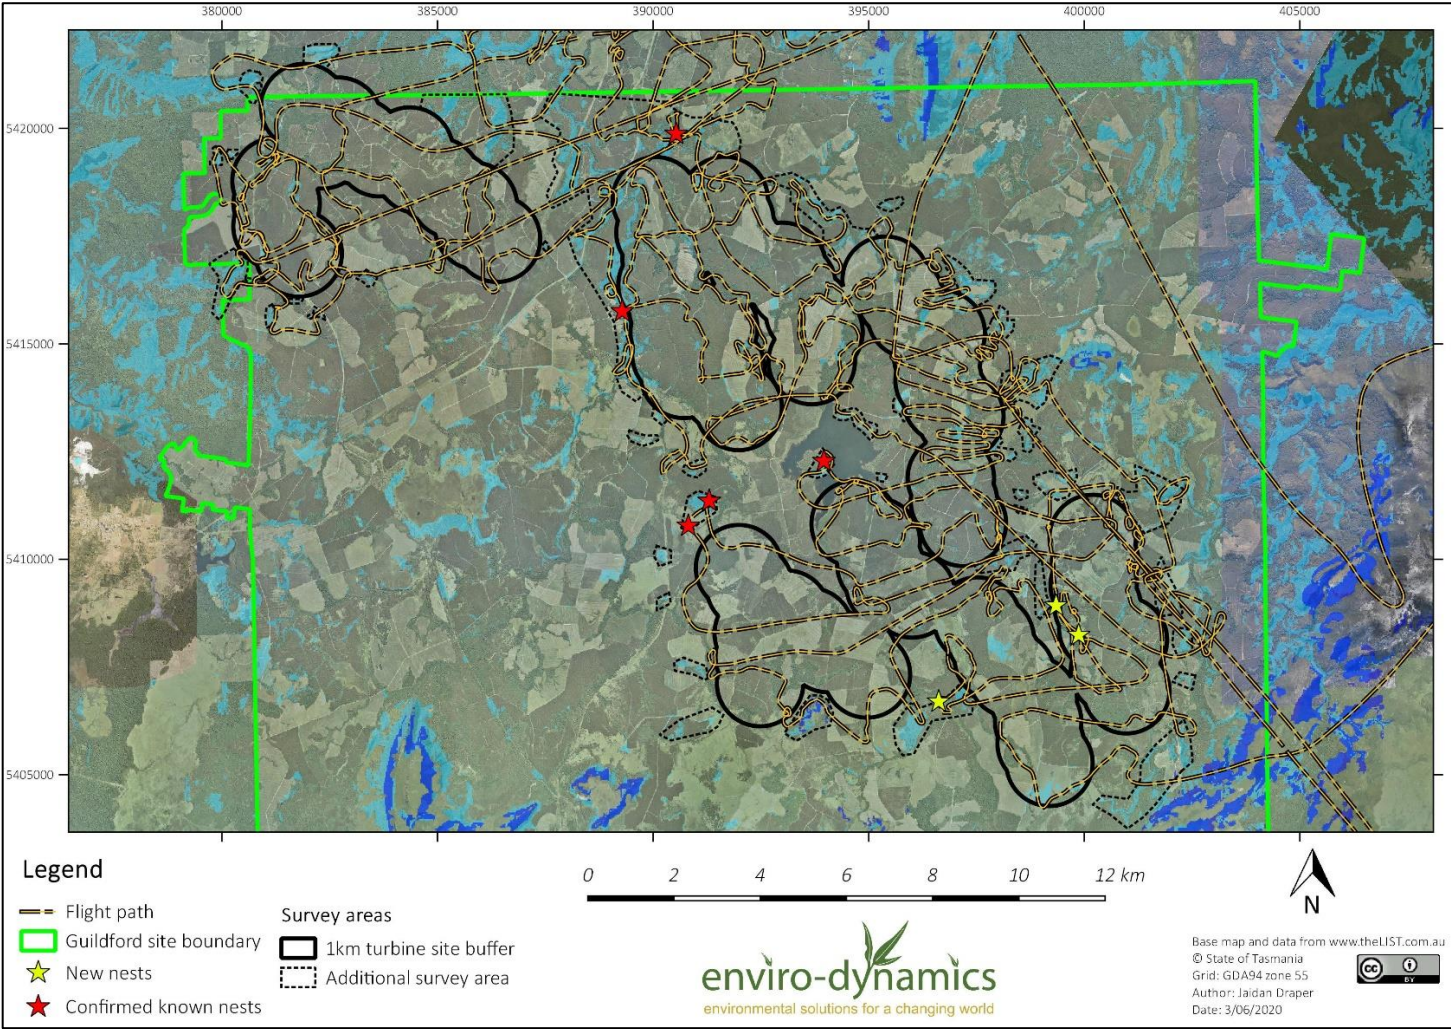 380000 385000 390000 395000 400000 405000
5420000
5415000
5410000
5405000
Legend
Flight path
Guildford site boundary
New nests
Confirmed known nests
Survey areas
1km turbine site buffer
Additional survey area
0 2 4 6 8 10 12 km
enviro-dynamics
environmental solutions for a changing world
N
Base map and data from www.theLIST.com.au
© State of Tasmania
Grid: GDA94 zone 55
Author: Jaidan Draper
Date: 3/06/2020
cc BY